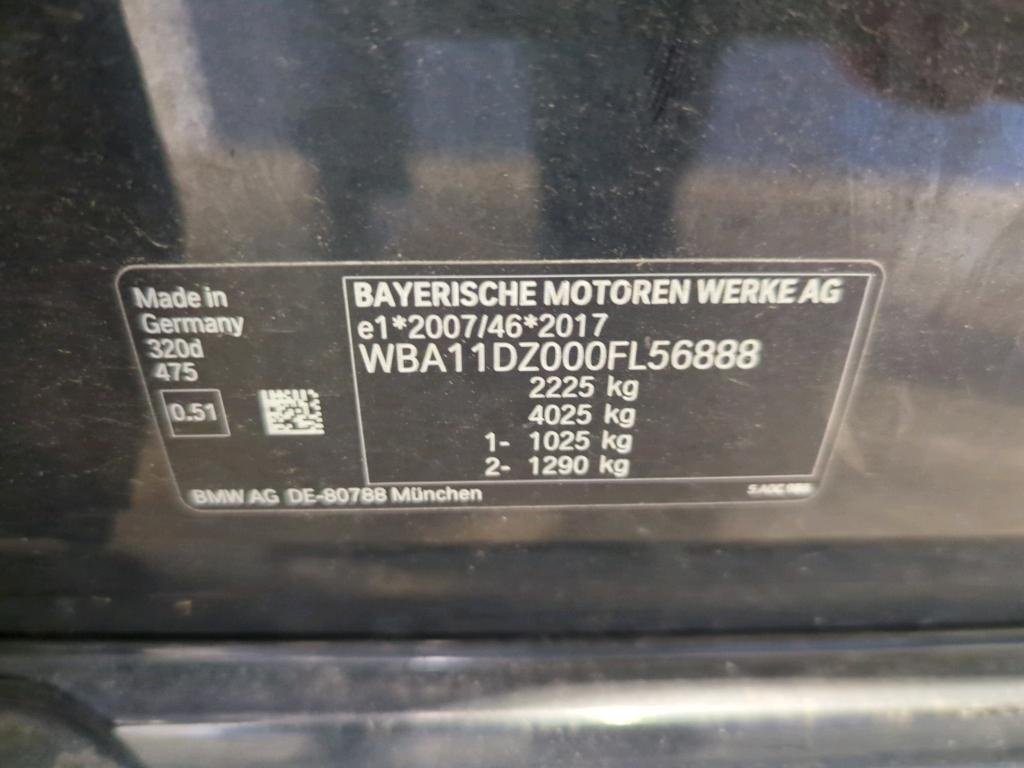 Made in
Germany
320d
475
0.51
BAYERISCHE MOTOREN WERKE AG
e1*2007/46*2017
WBA11DZ000FL56888
2225 kg
4025 kg
1- 1025 kg
2- 1290 kg
BMW AG DE-80788 München